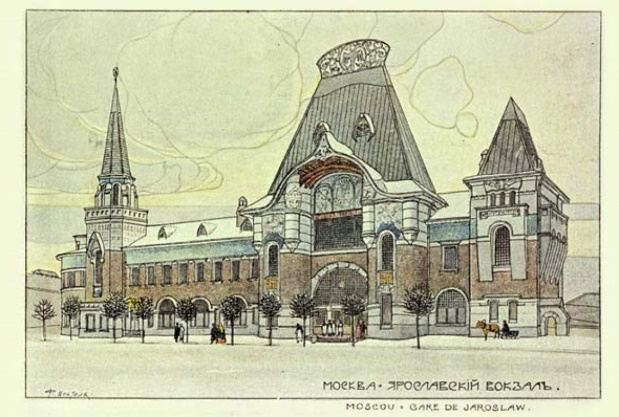 МОСКВА • ЯРОСЛАВСКІЙ ВОКЗАЛЪ.
MOSCOU • GARE DE JAROSLAW.